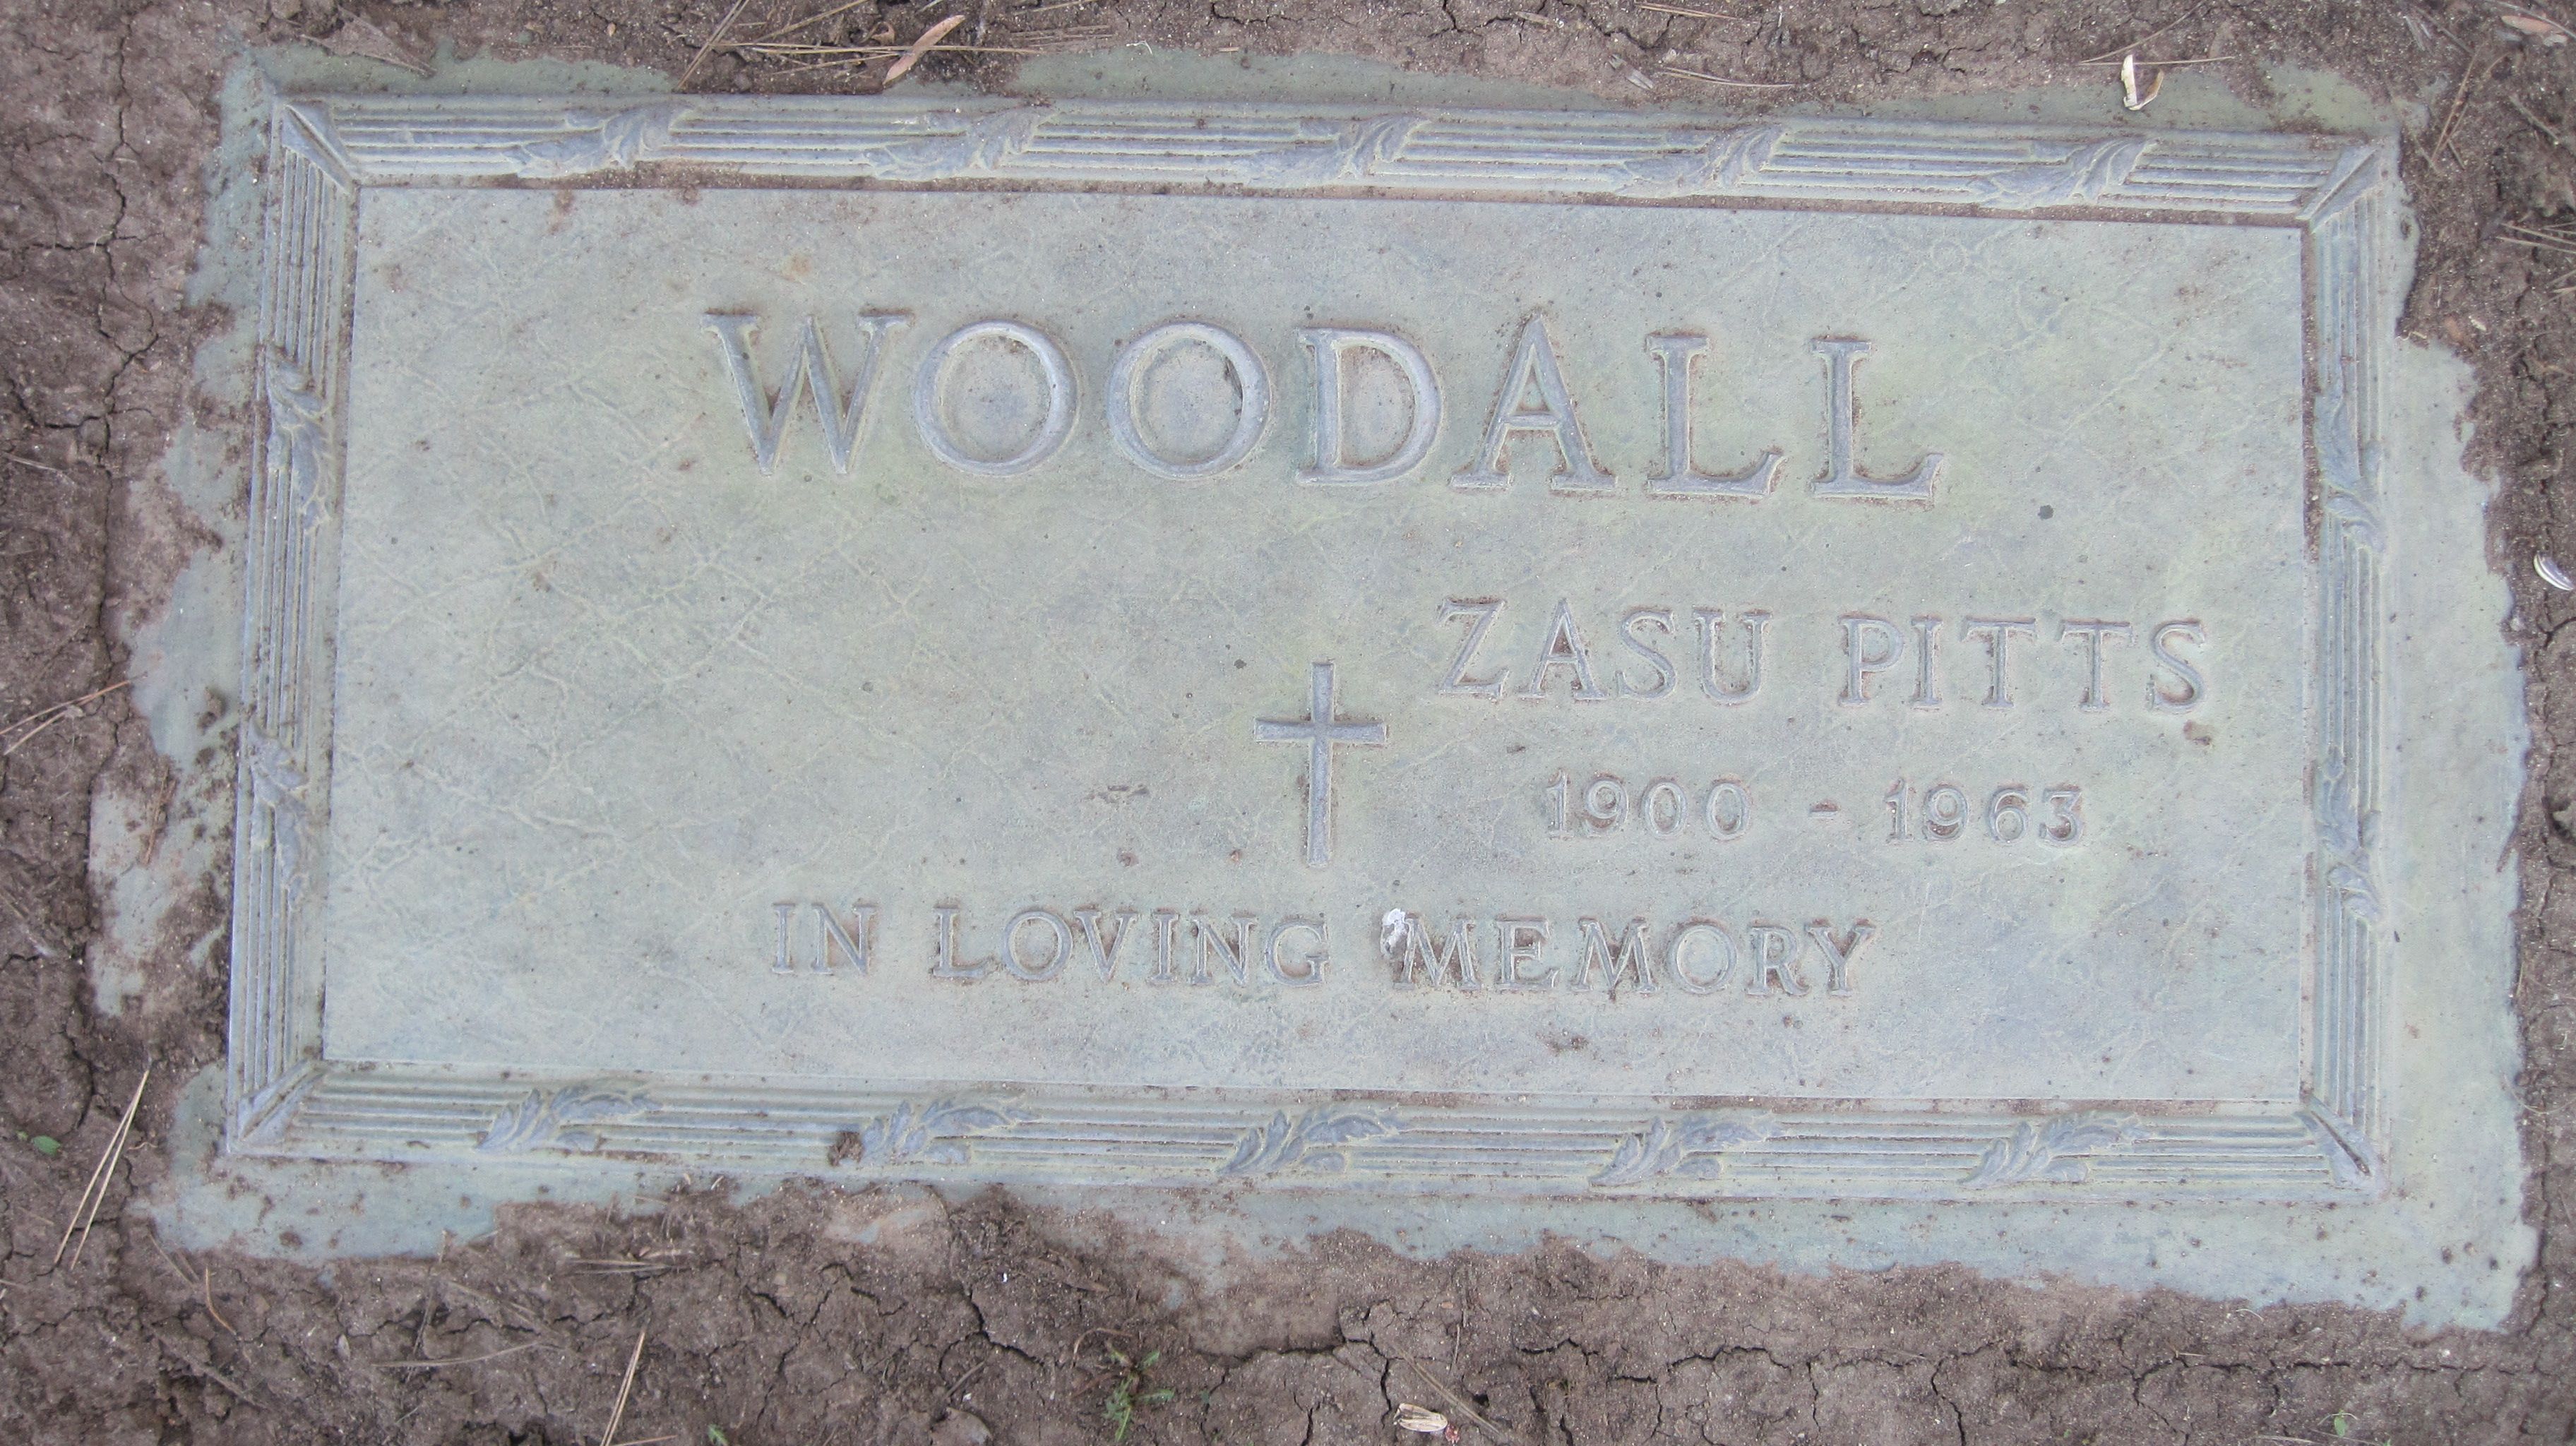 WOODALL
ZASU PITTS
1900 - 1963
IN LOVING MEMORY